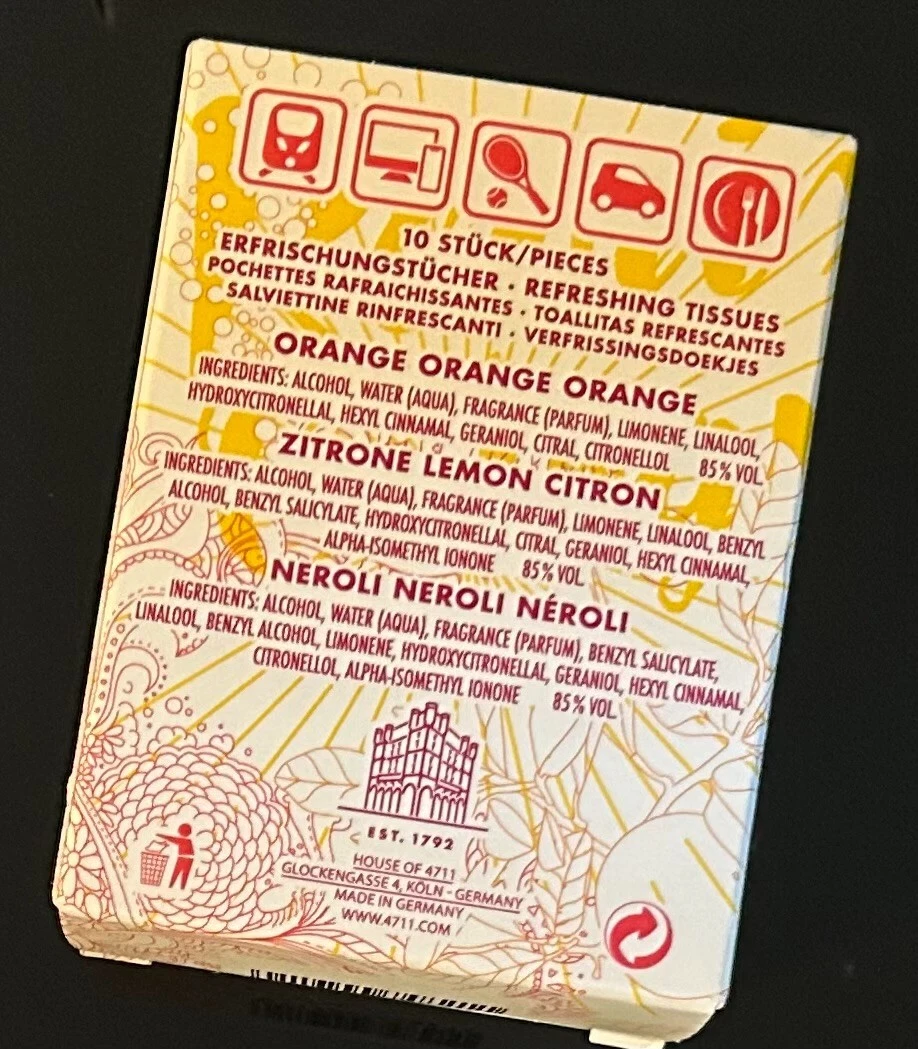 10 STÜCK/PIECES
ERFRISCHUNGSTÜCHER · REFRESHING TISSUES
POCHETTES RAFRAICHISSANTES · TOALLITAS REFRESCANTES
SALVIETTINE RINFRESCANTI · VERFRISSINGSDOEKJES
ORANGE ORANGE ORANGE
INGREDIENTS: ALCOHOL, WATER (AQUA), FRAGRANCE (PARFUM), LIMONENE, LINALOOL,
HYDROXYCITRONELLAL, HEXYL CINNAMAL, GERANIOL, CITRAL, CITRONELLOL 85% VOL
ZITRONE LEMON CITRON
INGREDIENTS: ALCOHOL, WATER (AQUA), FRAGRANCE (PARFUM), LIMONENE, LINALOOL, BENZYL
ALCOHOL, BENZYL SALICYLATE, HYDROXYCITRONELLAL, CITRAL, GERANIOL, HEXYL CINNAMAL,
ALPHA-ISOMETHYL IONONE 85% VOL
NEROLI NEROLI NÉROLI
INGREDIENTS: ALCOHOL, WATER (AQUA), FRAGRANCE (PARFUM), BENZYL SALICYLATE,
LINALOOL, BENZYL ALCOHOL, LIMONENE, HYDROXYCITRONELLAL, GERANIOL, HEXYL CINNAMAL,
CITRONELLOL, ALPHA-ISOMETHYL IONONE 85% VOL
EST. 1792
HOUSE OF 4711
GLOCKENGASSE 4, KÖLN - GERMANY
MADE IN GERMANY
WWW.4711.COM